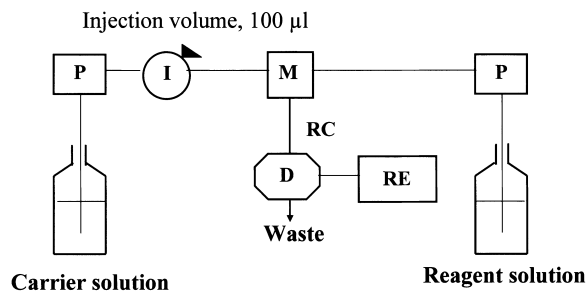 Injection volume, 100 µl
P
I
M
P
RC
D
RE
Waste
Carrier solution
Reagent solution